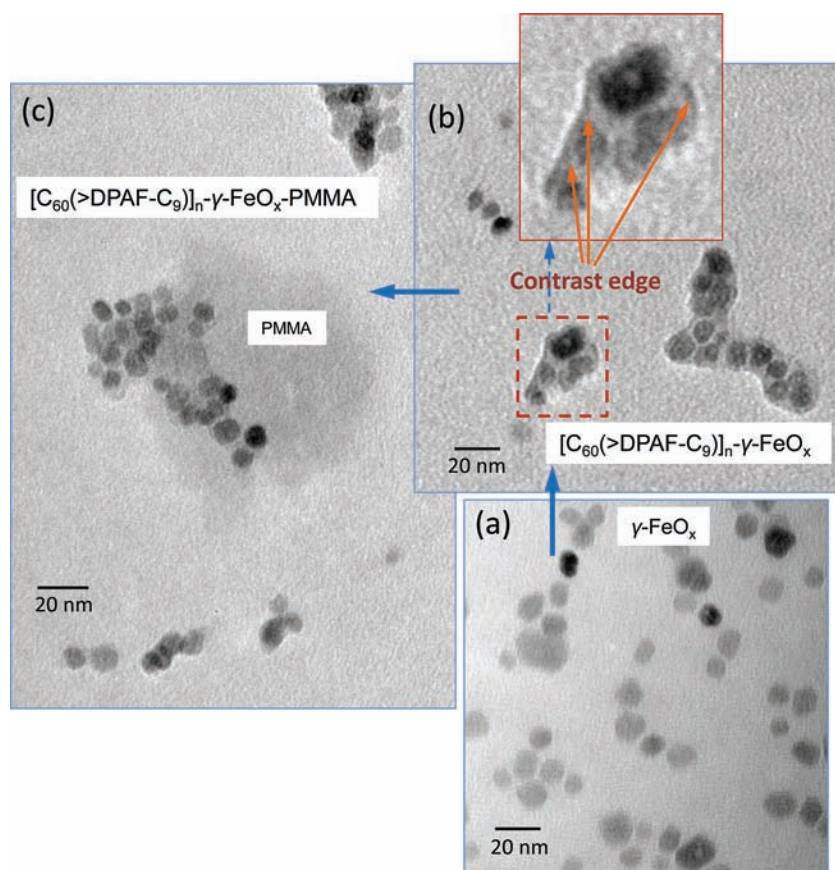 (c)
[C₆₀(>DPAF-C₉)]ₙ-γ-FeOₓ-PMMA
PMMA
20 nm
(b)
Contrast edge
20 nm
[C₆₀(>DPAF-C₉)]ₙ-γ-FeOₓ
(a)
γ-FeOₓ
20 nm